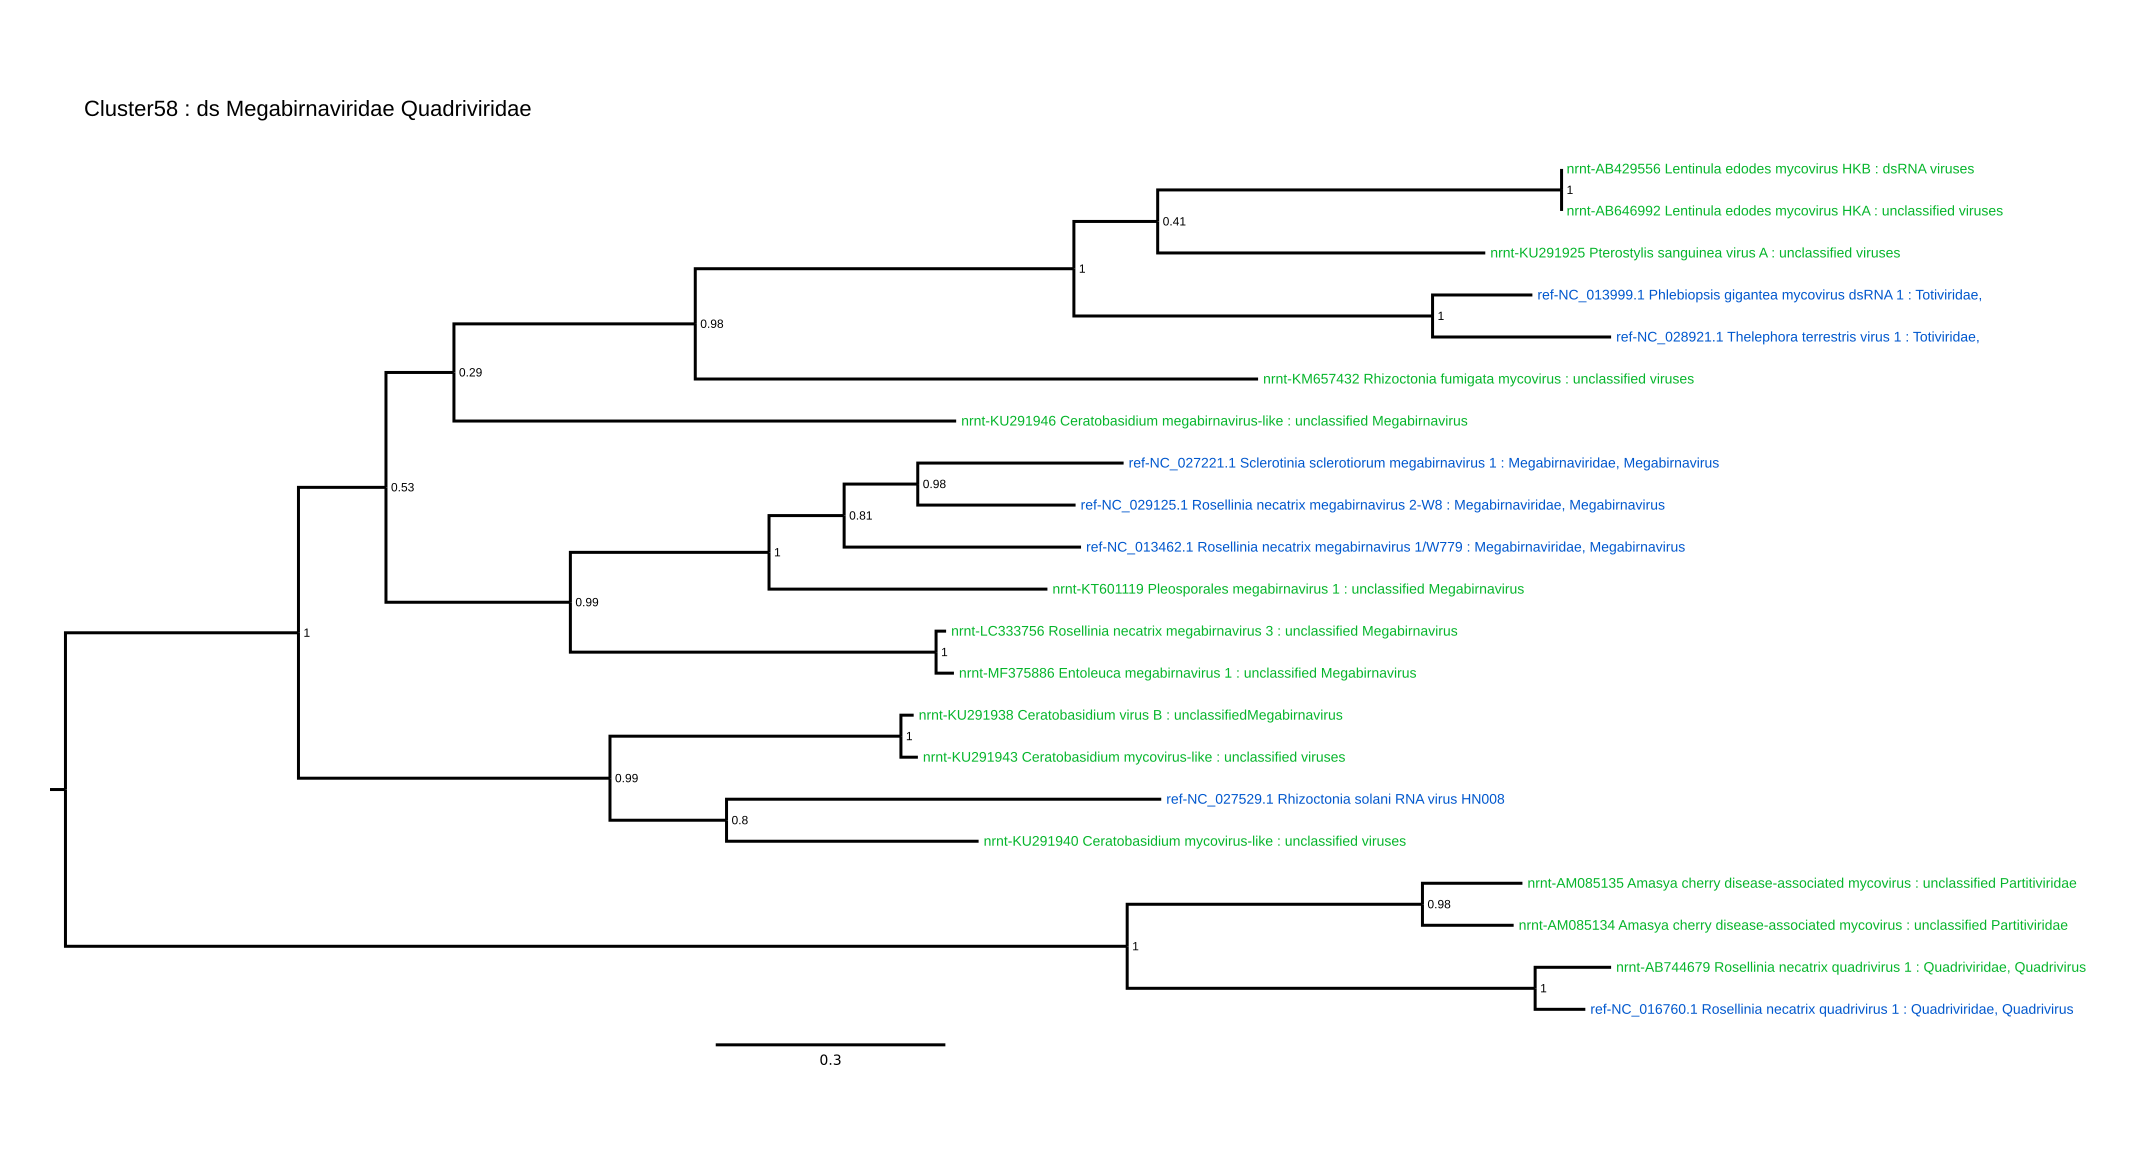 Cluster58 : ds Megabirnaviridae Quadriviridae
nrnt-AB429556 Lentinula edodes mycovirus HKB : dsRNA viruses
1
nrnt-AB646992 Lentinula edodes mycovirus HKA : unclassified viruses
0.41
nrnt-KU291925 Pterostylis sanguinea virus A : unclassified viruses
1
ref-NC_013999.1 Phlebiopsis gigantea mycovirus dsRNA 1 : Totiviridae,
1
0.98
ref-NC_028921.1 Thelephora terrestris virus 1 : Totiviridae,
0.29
nrnt-KM657432 Rhizoctonia fumigata mycovirus : unclassified viruses
nrnt-KU291946 Ceratobasidium megabirnavirus-like : unclassified Megabirnavirus
ref-NC_027221.1 Sclerotinia sclerotiorum megabirnavirus 1 : Megabirnaviridae, Megabirnavirus
0.98
0.53
ref-NC_029125.1 Rosellinia necatrix megabirnavirus 2-W8 : Megabirnaviridae, Megabirnavirus
0.81
ref-NC_013462.1 Rosellinia necatrix megabirnavirus 1/W779 : Megabirnaviridae, Megabirnavirus
1
nrnt-KT601119 Pleosporales megabirnavirus 1 : unclassified Megabirnavirus
0.99
nrnt-LC333756 Rosellinia necatrix megabirnavirus 3 : unclassified Megabirnavirus
1
1
nrnt-MF375886 Entoleuca megabirnavirus 1 : unclassified Megabirnavirus
nrnt-KU291938 Ceratobasidium virus B : unclassifiedMegabirnavirus
1
nrnt-KU291943 Ceratobasidium mycovirus-like : unclassified viruses
0.99
ref-NC_027529.1 Rhizoctonia solani RNA virus HN008
0.8
nrnt-KU291940 Ceratobasidium mycovirus-like : unclassified viruses
nrnt-AM085135 Amasya cherry disease-associated mycovirus : unclassified Partitiviridae
0.98
nrnt-AM085134 Amasya cherry disease-associated mycovirus : unclassified Partitiviridae
1
nrnt-AB744679 Rosellinia necatrix quadrivirus 1 : Quadriviridae, Quadrivirus
1
ref-NC_016760.1 Rosellinia necatrix quadrivirus 1 : Quadriviridae, Quadrivirus
0.3